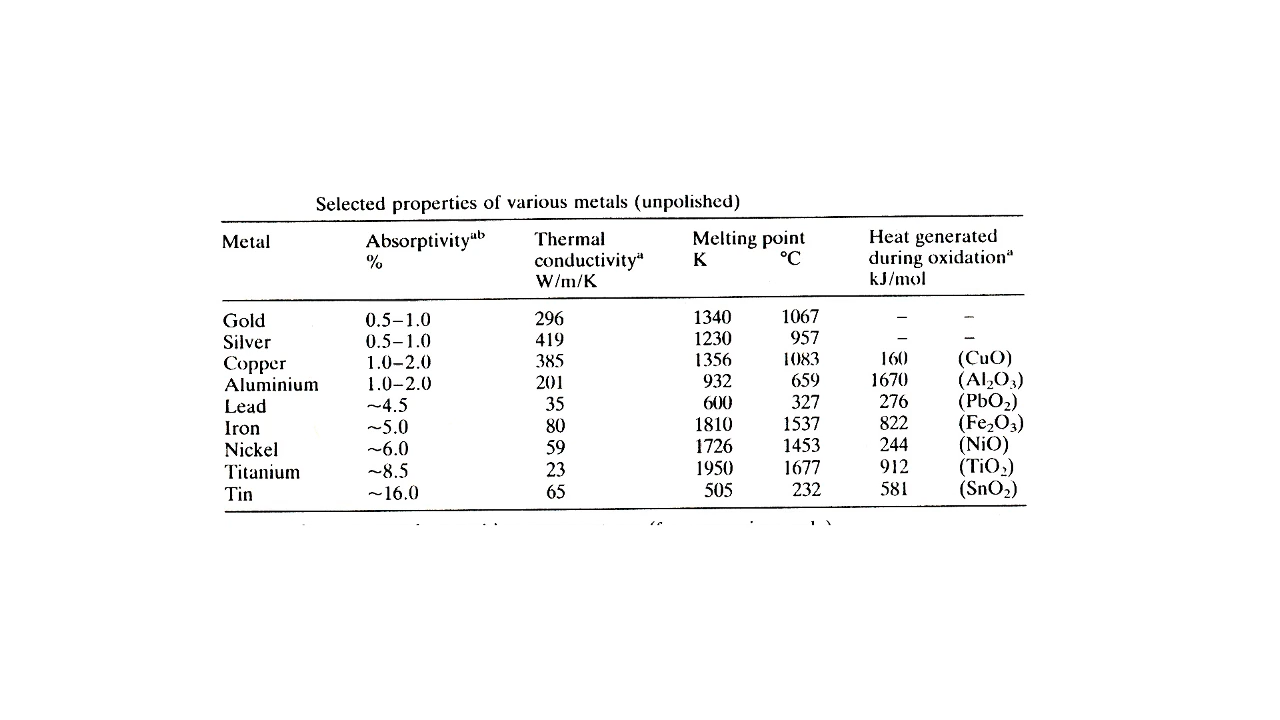 Selected properties of various metals (unpolished)
Metal Absorptivityab Thermal Melting point Heat generated
% conductivitya K °C during oxidationa
W/m/K kJ/mol
Gold 0.5–1.0 296 1340 1067 – –
Silver 0.5–1.0 419 1230 957 – –
Copper 1.0–2.0 385 1356 1083 160 (CuO)
Aluminium 1.0–2.0 201 932 659 1670 (Al2O3)
Lead ~4.5 35 600 327 276 (PbO2)
Iron ~5.0 80 1810 1537 822 (Fe2O3)
Nickel ~6.0 59 1726 1453 244 (NiO)
Titanium ~8.5 23 1950 1677 912 (TiO2)
Tin ~16.0 65 505 232 581 (SnO2)